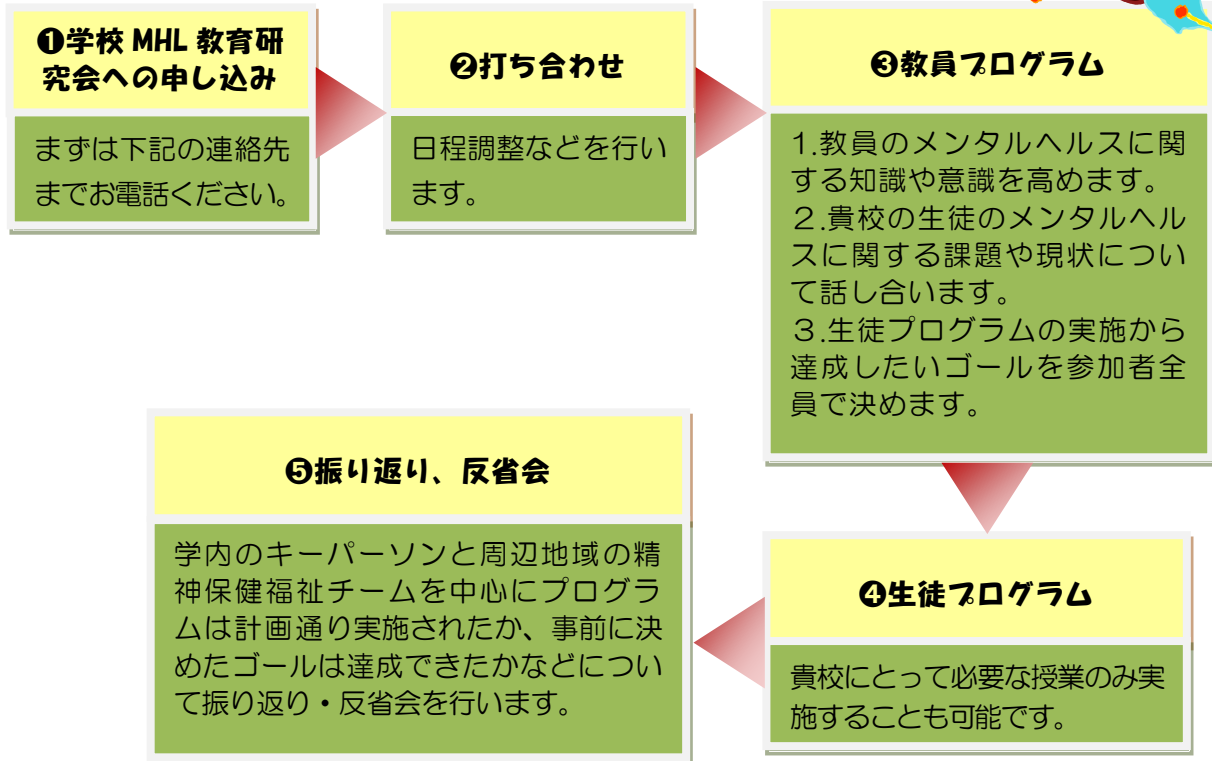 ❶学校 MHL 教育研
究会への申し込み
まずは下記の連絡先
までお電話ください。
❷打ち合わせ
日程調整などを行い
ます。
❸教員プログラム
1.教員のメンタルヘルスに関
する知識や意識を高めます。
２.貴校の生徒のメンタルヘル
スに関する課題や現状につい
て話し合います。
３.生徒プログラムの実施から
達成したいゴールを参加者全
員で決めます。
❹生徒プログラム
貴校にとって必要な授業のみ実
施することも可能です。
❺振り返り、反省会
学内のキーパーソンと周辺地域の精
神保健福祉チームを中心にプログラ
ムは計画通り実施されたか、事前に決
めたゴールは達成できたかなどについ
て振り返り・反省会を行います。